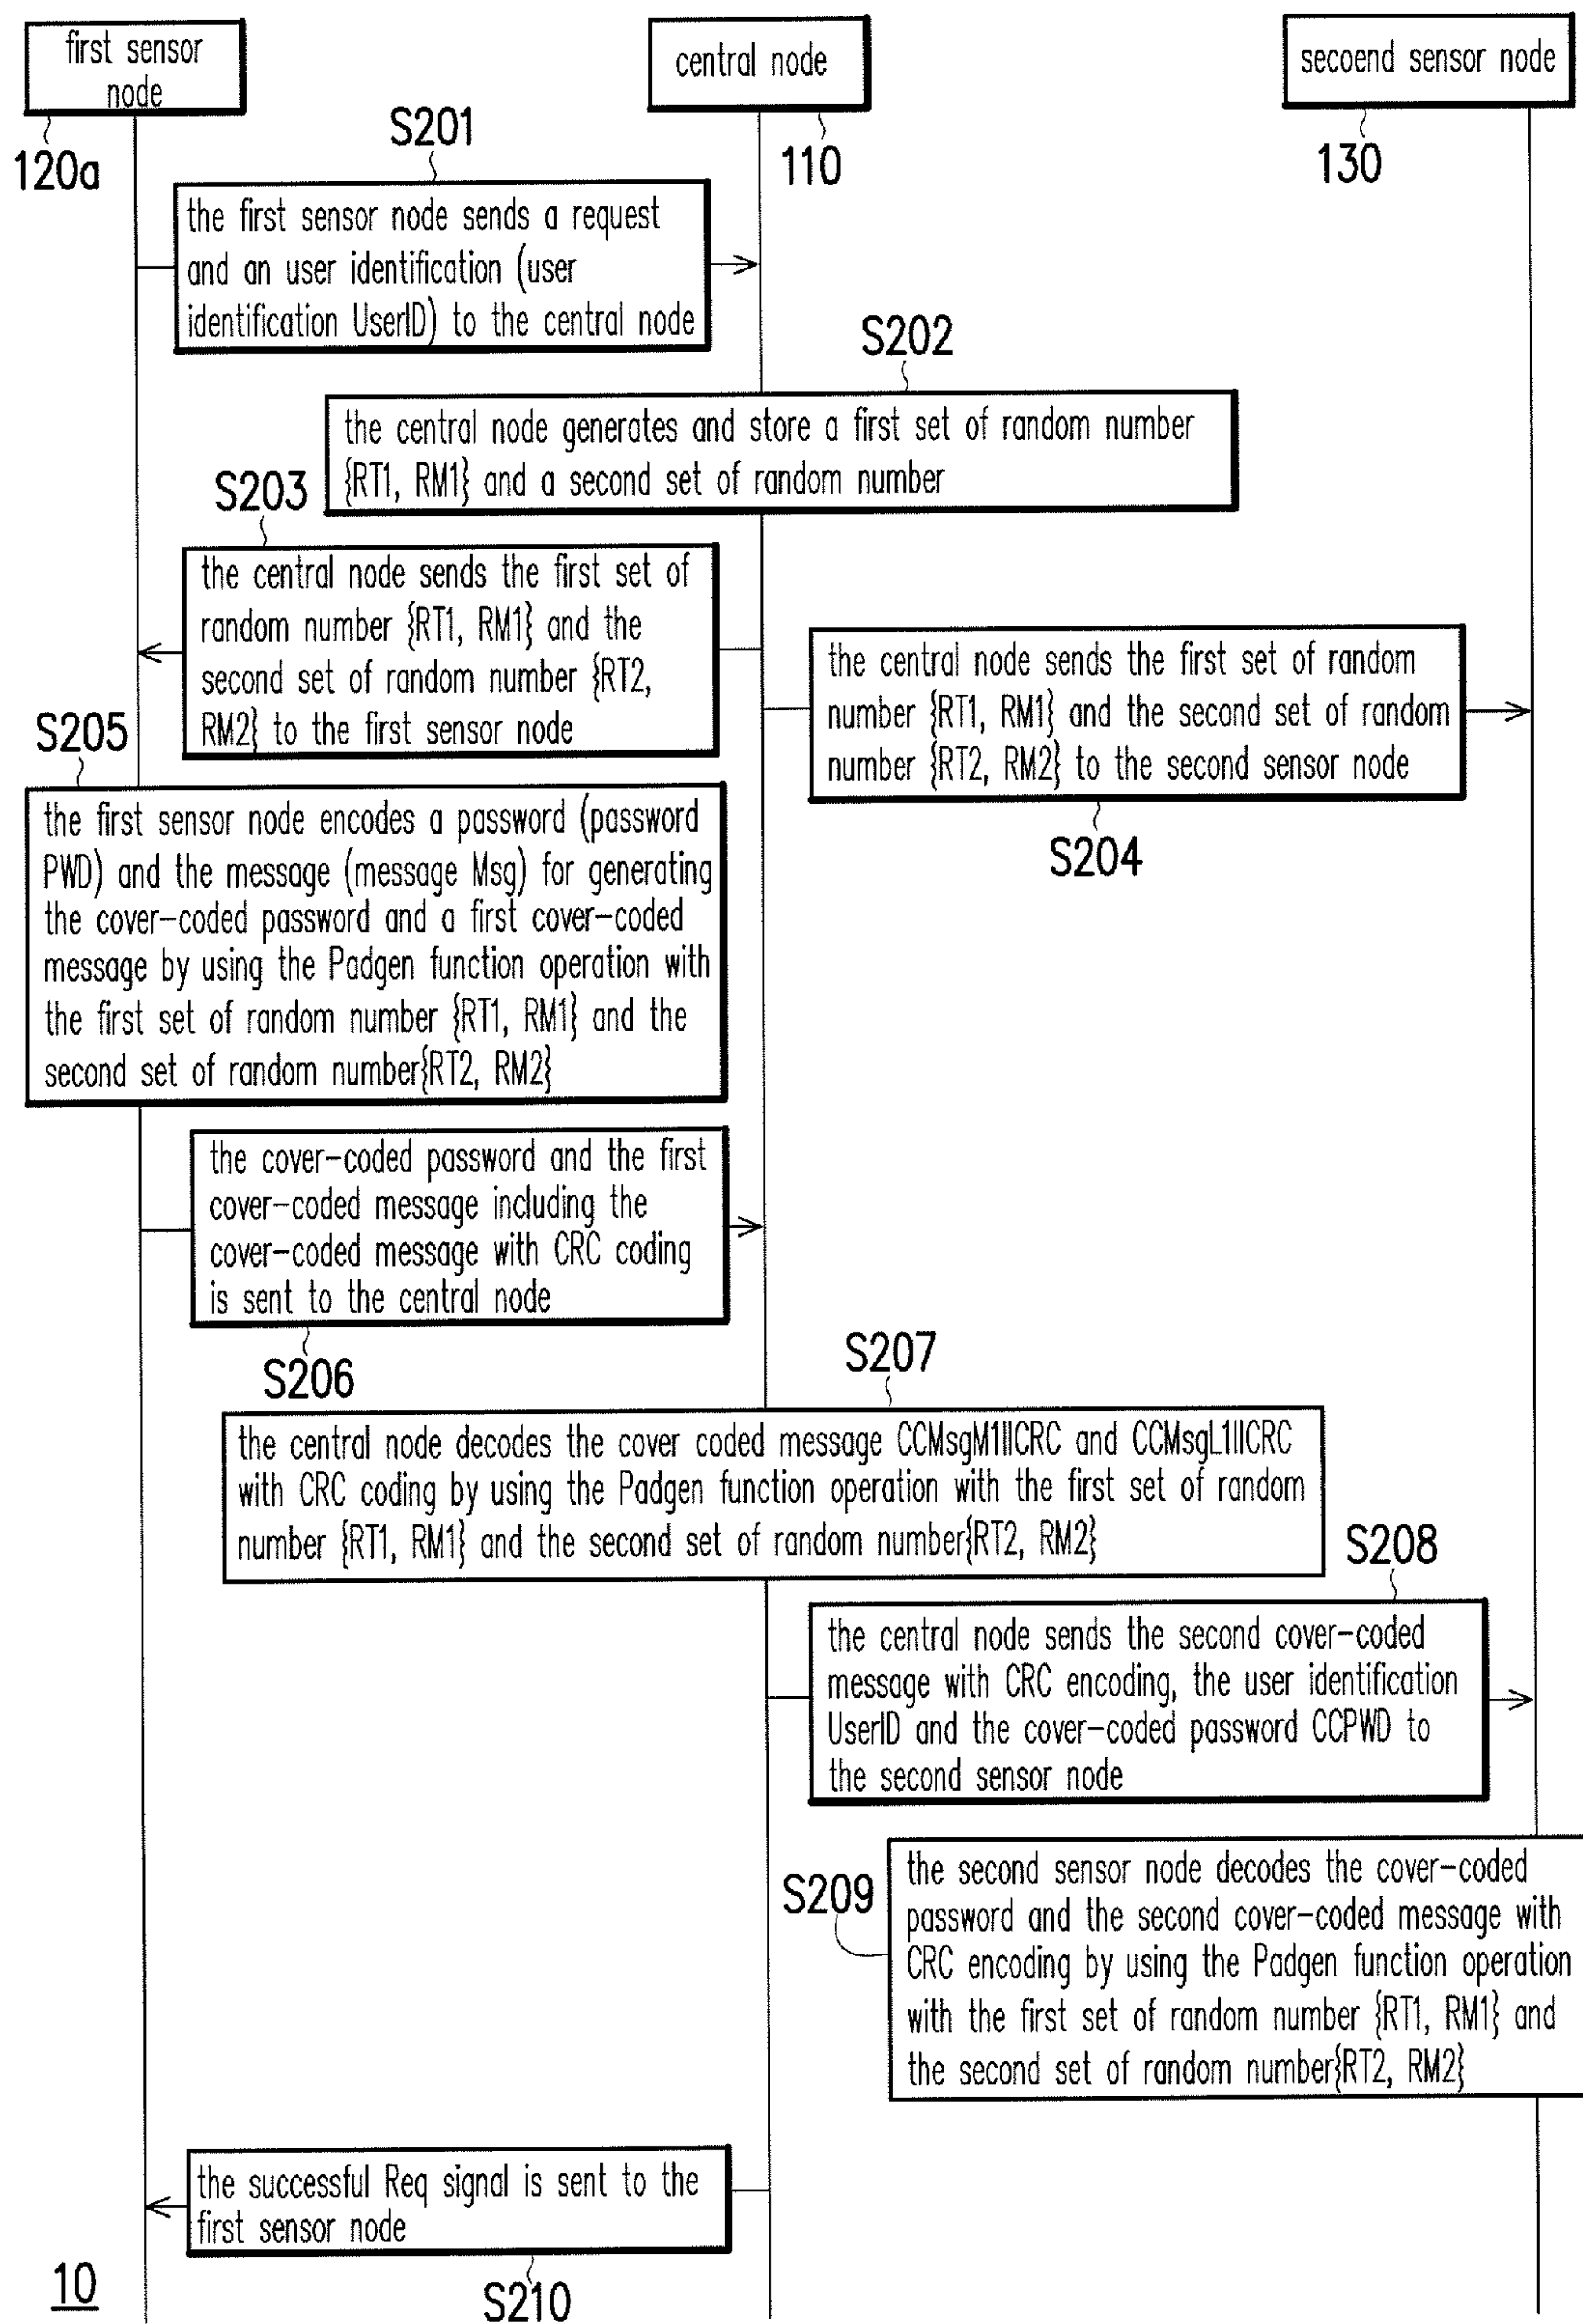 first sensor
node
central node
secoend sensor node
120a
110
130
S201
the first sensor node sends a request
and an user identification (user
identification UserID) to the central node
S202
the central node generates and store a first set of random number
{RT1, RM1} and a second set of random number
S203
the central node sends the first set of
random number {RT1, RM1} and the
second set of random number {RT2,
RM2} to the first sensor node
the central node sends the first set of random
number {RT1, RM1} and the second set of random
number {RT2, RM2} to the second sensor node
S204
S205
the first sensor node encodes a password (password
PWD) and the message (message Msg) for generating
the cover-coded password and a first cover-coded
message by using the Padgen function operation with
the first set of random number {RT1, RM1} and the
second set of random number{RT2, RM2}
the cover-coded password and the first
cover-coded message including the
cover-coded message with CRC coding
is sent to the central node
S206
S207
the central node decodes the cover coded message CCMsgM1IICRC and CCMsgL1IICRC
with CRC coding by using the Padgen function operation with the first set of random
number {RT1, RM1} and the second set of random number{RT2, RM2}
S208
the central node sends the second cover-coded
message with CRC encoding, the user identification
UserID and the cover-coded password CCPWD to
the second sensor node
S209
the second sensor node decodes the cover-coded
password and the second cover-coded message with
CRC encoding by using the Padgen function operation
with the first set of random number {RT1, RM1} and
the second set of random number{RT2, RM2}
the successful Req signal is sent to the
first sensor node
S210
10